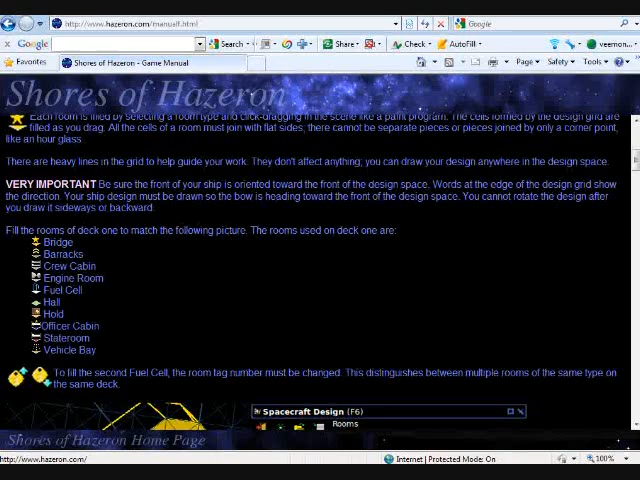 http://www.hazeron.com/manualf.html
Google
Google
Search
Share
Check
AutoFill
veemon...
Favorites
Shores of Hazeron - Game Manual
Page
Safety
Tools
Shores of Hazeron
Each room is filled by selecting a room type and click-dragging in the scene like a paint program. The cells formed by the design grid are
filled as you drag. All the cells of a room must join with flat sides; there cannot be separate pieces or pieces joined by only a corner point,
like an hour glass.
There are heavy lines in the grid to help guide your work. They don't affect anything; you can draw your design anywhere in the design space.
VERY IMPORTANT Be sure the front of your ship is oriented toward the front of the design space. Words at the edge of the design grid show
the direction. Your ship design must be drawn so the bow is heading toward the front of the design space. You cannot rotate the design after
you draw it sideways or backward.
Fill the rooms of deck one to match the following picture. The rooms used on deck one are:
Bridge
Barracks
Crew Cabin
Engine Room
Fuel Cell
Hall
Hold
Officer Cabin
Stateroom
Vehicle Bay
To fill the second Fuel Cell, the room tag number must be changed. This distinguishes between multiple rooms of the same type on
the same deck.
Spacecraft Design (F6)
Rooms
Shores of Hazeron Home Page
http://www.hazeron.com/
Internet | Protected Mode: On
100%